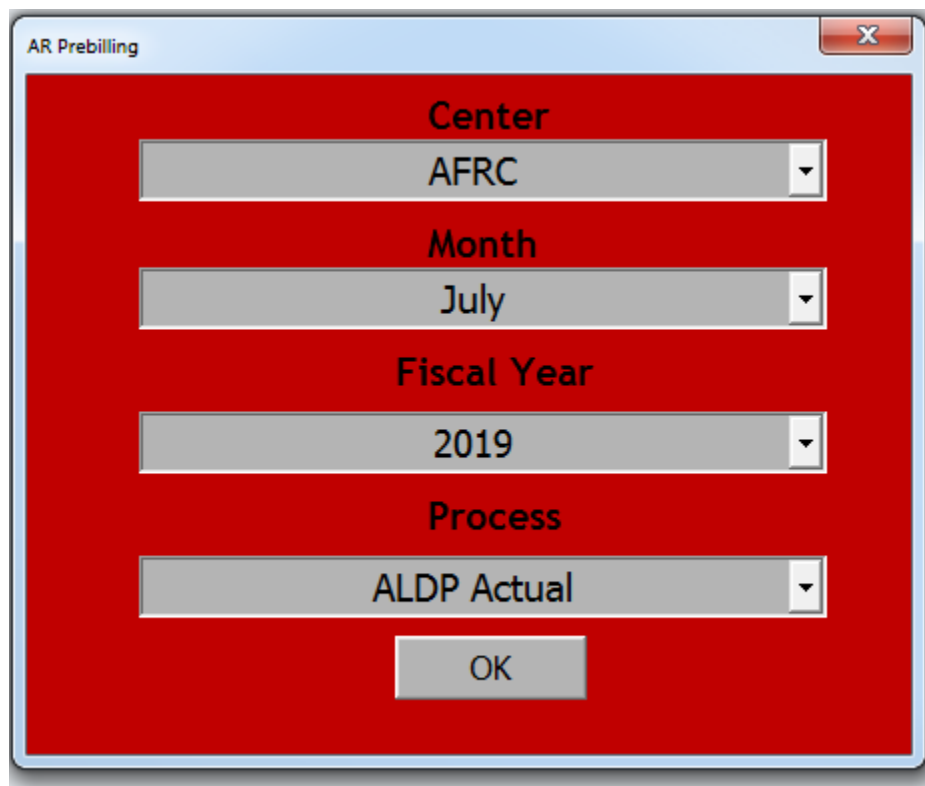 AR Prebilling
Center
AFRC
Month
July
Fiscal Year
2019
Process
ALDP Actual
OK